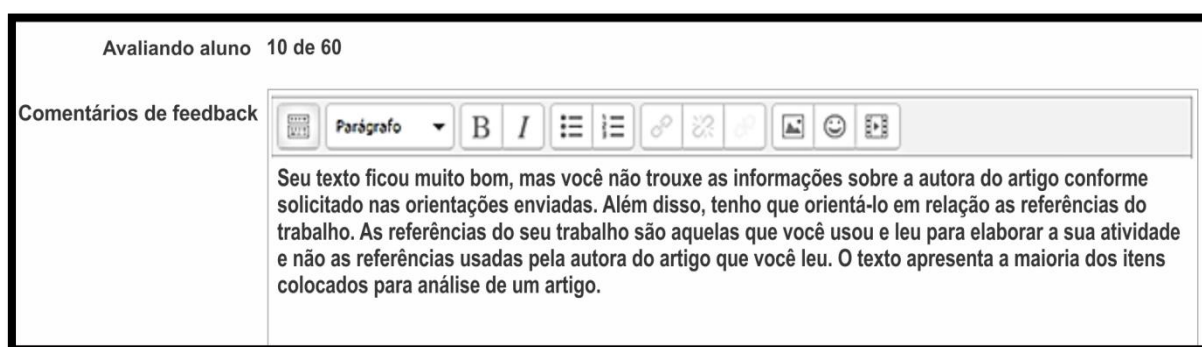 Avaliando aluno 10 de 60
Comentários de feedback
Parágrafo B I
Seu texto ficou muito bom, mas você não trouxe as informações sobre a autora do artigo conforme
solicitado nas orientações enviadas. Além disso, tenho que orientá-lo em relação as referências do
trabalho. As referências do seu trabalho são aquelas que você usou e leu para elaborar a sua atividade
e não as referências usadas pela autora do artigo que você leu. O texto apresenta a maioria dos itens
colocados para análise de um artigo.